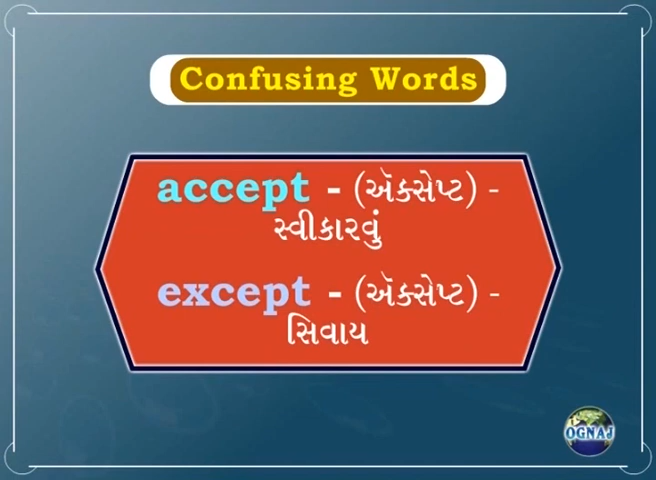 Confusing Words
accept - (ઍક્સેપ્ટ) -
સ્વીકારવું
except - (ઍક્સેપ્ટ) -
સિવાય
OGNAJ